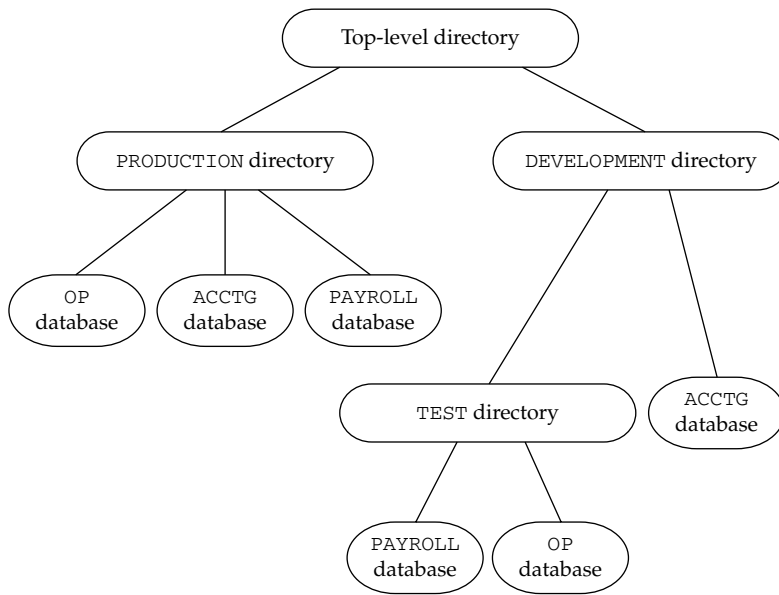 Top-level directory
PRODUCTION directory
DEVELOPMENT directory
OP
database
ACCTG
database
PAYROLL
database
TEST directory
ACCTG
database
PAYROLL
database
OP
database